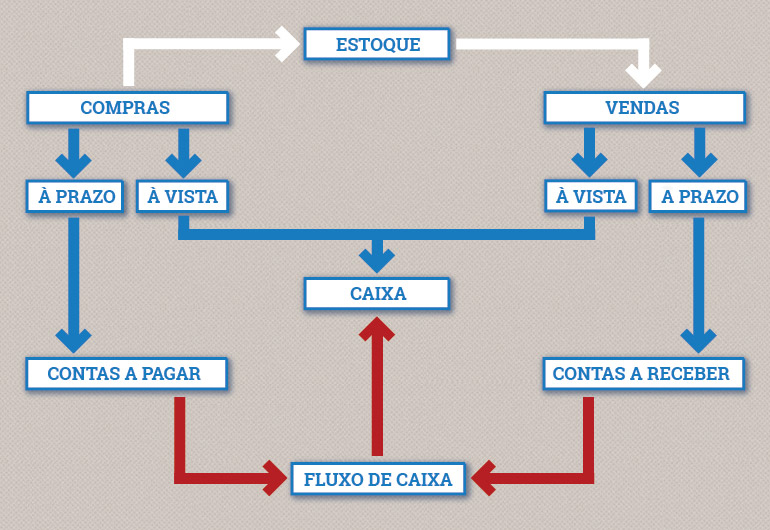 ESTOQUE
COMPRAS
VENDAS
À PRAZO
À VISTA
À VISTA
A PRAZO
CAIXA
CONTAS A PAGAR
CONTAS A RECEBER
FLUXO DE CAIXA